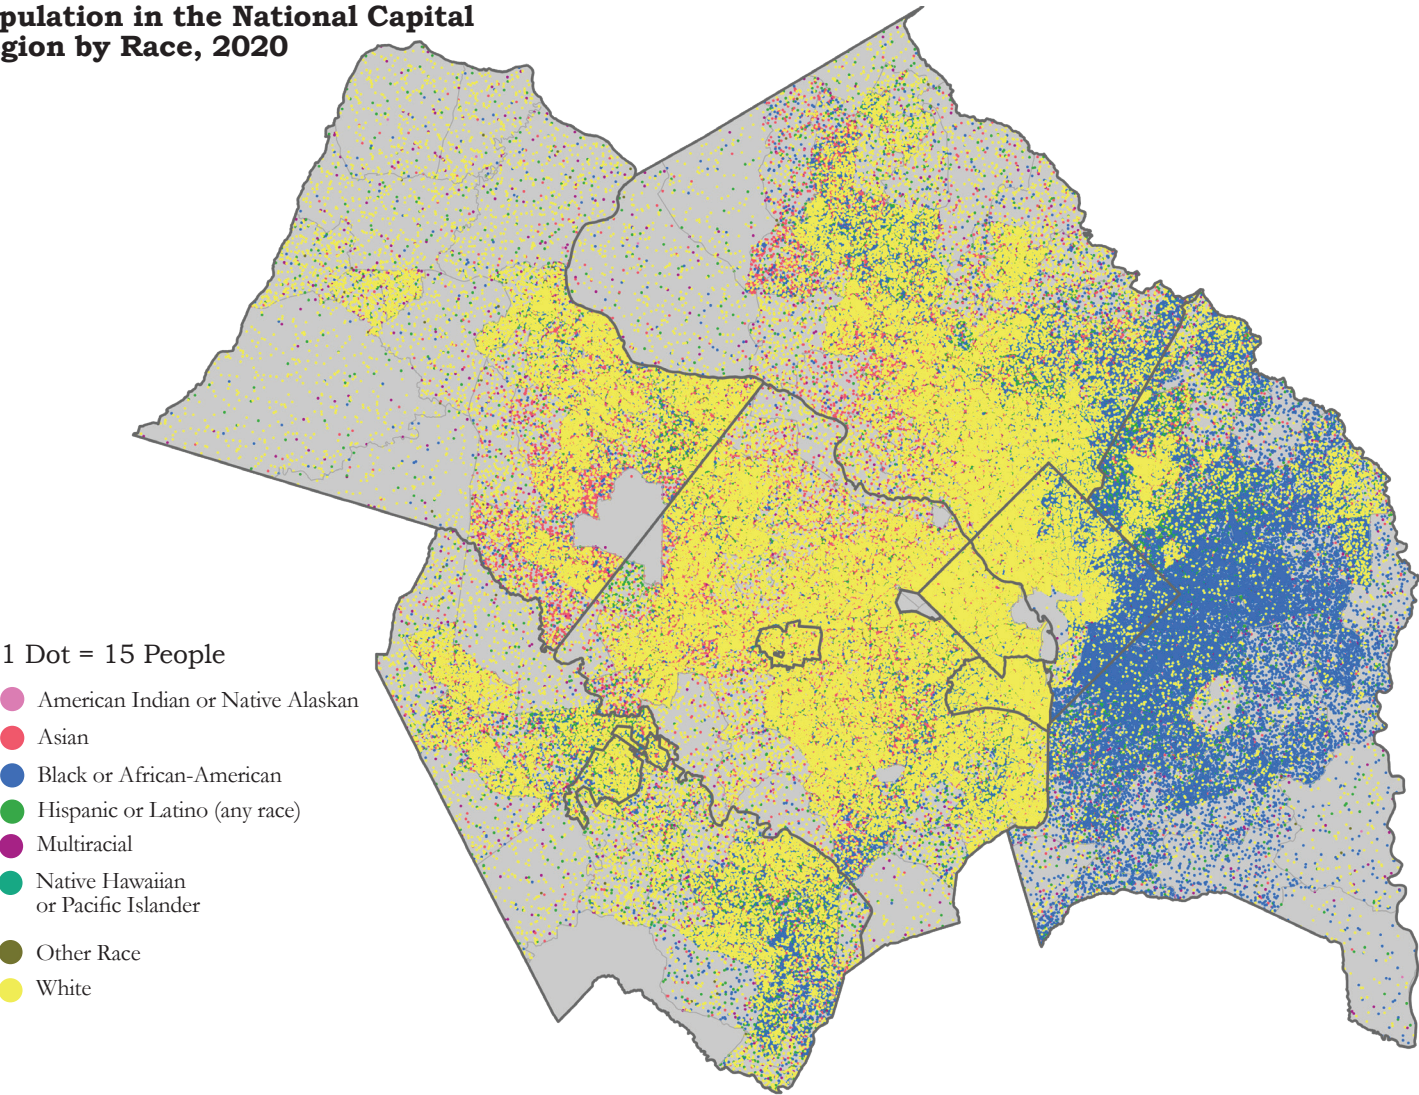 pulation in the National Capital
gion by Race, 2020
1 Dot = 15 People
American Indian or Native Alaskan
Asian
Black or African-American
Hispanic or Latino (any race)
Multiracial
Native Hawaiian
or Pacific Islander
Other Race
White